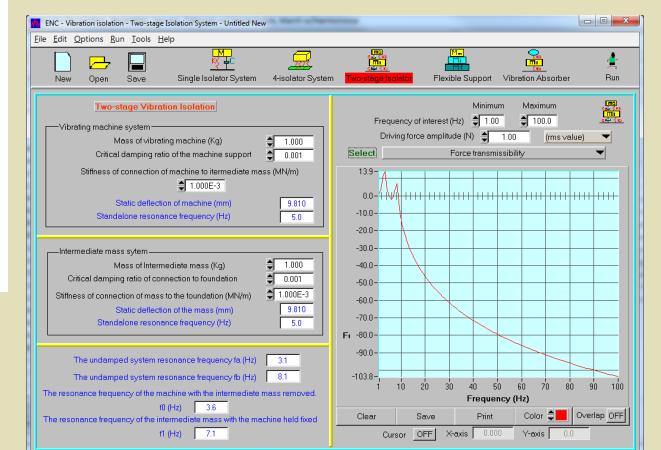 ENC - Vibration isolation - Two-stage Isolation System - Untitled New
File Edit Options Run Tools Help
New Open Save Single Isolator System 4-isolator System Two-stage Isolator Flexible Support Vibration Absorber Run
Two-stage Vibration Isolation
Vibrating machine system
Mass of vibrating machine (Kg) 1.000
Critical damping ratio of the machine support 0.001
Stiffness of connection of machine to itermediate mass (MN/m)
1.000E-3
Static deflection of machine (mm) 9.810
Standalone resonance frequency (Hz) 5.0
Intermediate mass sytem
Mass of Intermediate mass (Kg) 1.000
Critical damping ratio of connection to foundation 0.001
Stiffness of connection of mass to the foundation (MN/m) 1.000E-3
Static deflection of the mass (mm) 9.810
Standalone resonance frequency (Hz) 5.0
The undamped system resonance frequency fa (Hz) 3.1
The undamped system resonance frequency fb (Hz) 8.1
The resonance frequency of the machine with the intermediate mass removed.
f0 (Hz) 3.6
The resonance frequency of the intermediate mass with the machine held fixed
f1 (Hz) 7.1
Minimum Maximum
Frequency of interest (Hz) 1.00 100.0
Driving force amplitude (N) 1.00 (rms value)
Select Force transmissibility
13.9
0.0
-10.0
-20.0
-30.0
-40.0
-50.0
-60.0
-70.0
-80.0
-90.0
-103.8
1 10 20 30 40 50 60 70 80 90 100
Frequency (Hz)
Clear Save Print Color Overlap OFF
Cursor OFF X-axis 0.000 Y-axis 0.0